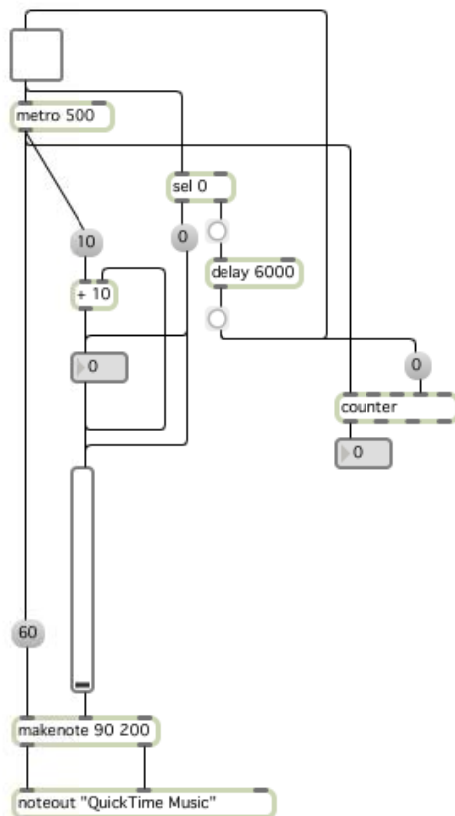 metro 500
sel 0
10
0
delay 6000
+ 10
0
0
counter
0
60
makenote 90 200
noteout "QuickTime Music"